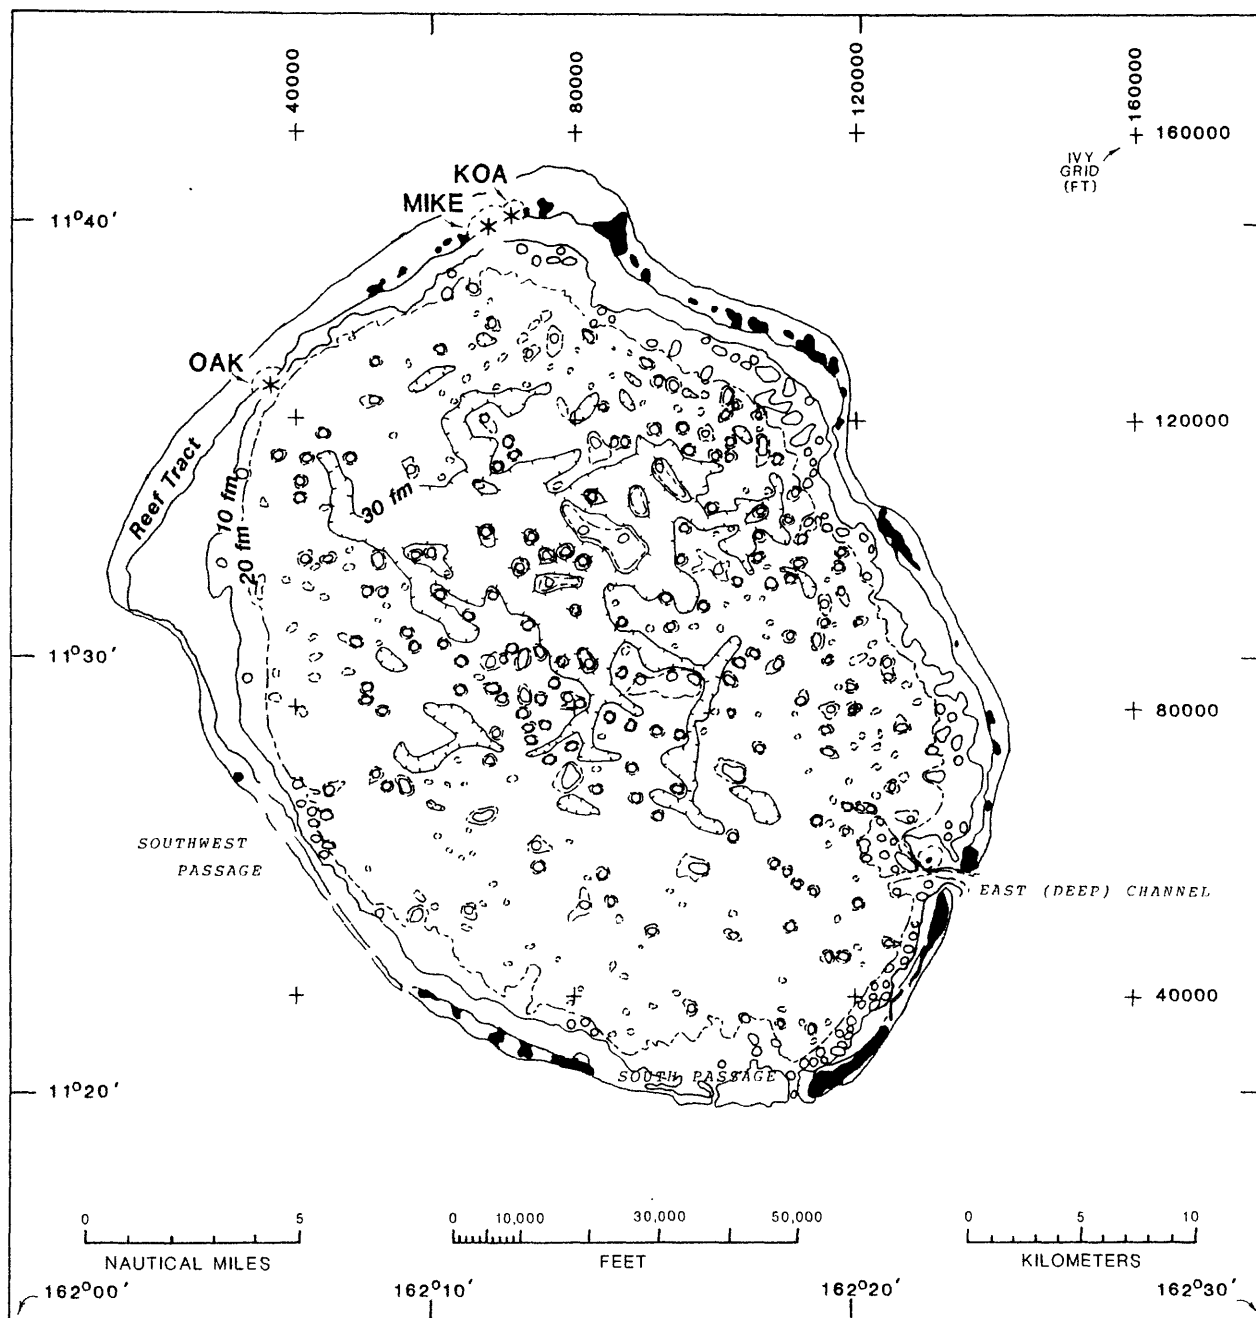 40000
80000
120000
160000
160000
IVY
GRID
(FT)
KOA
MIKE
11°40′
OAK
120000
Reef Tract
10 fm
20 fm
30 fm
11°30′
80000
SOUTHWEST
PASSAGE
EAST (DEEP) CHANNEL
40000
SOUTH PASSAGE
11°20′
0 5
NAUTICAL MILES
0 10,000 30,000 50,000
FEET
0 5 10
KILOMETERS
162°00′ 162°10′ 162°20′ 162°30′